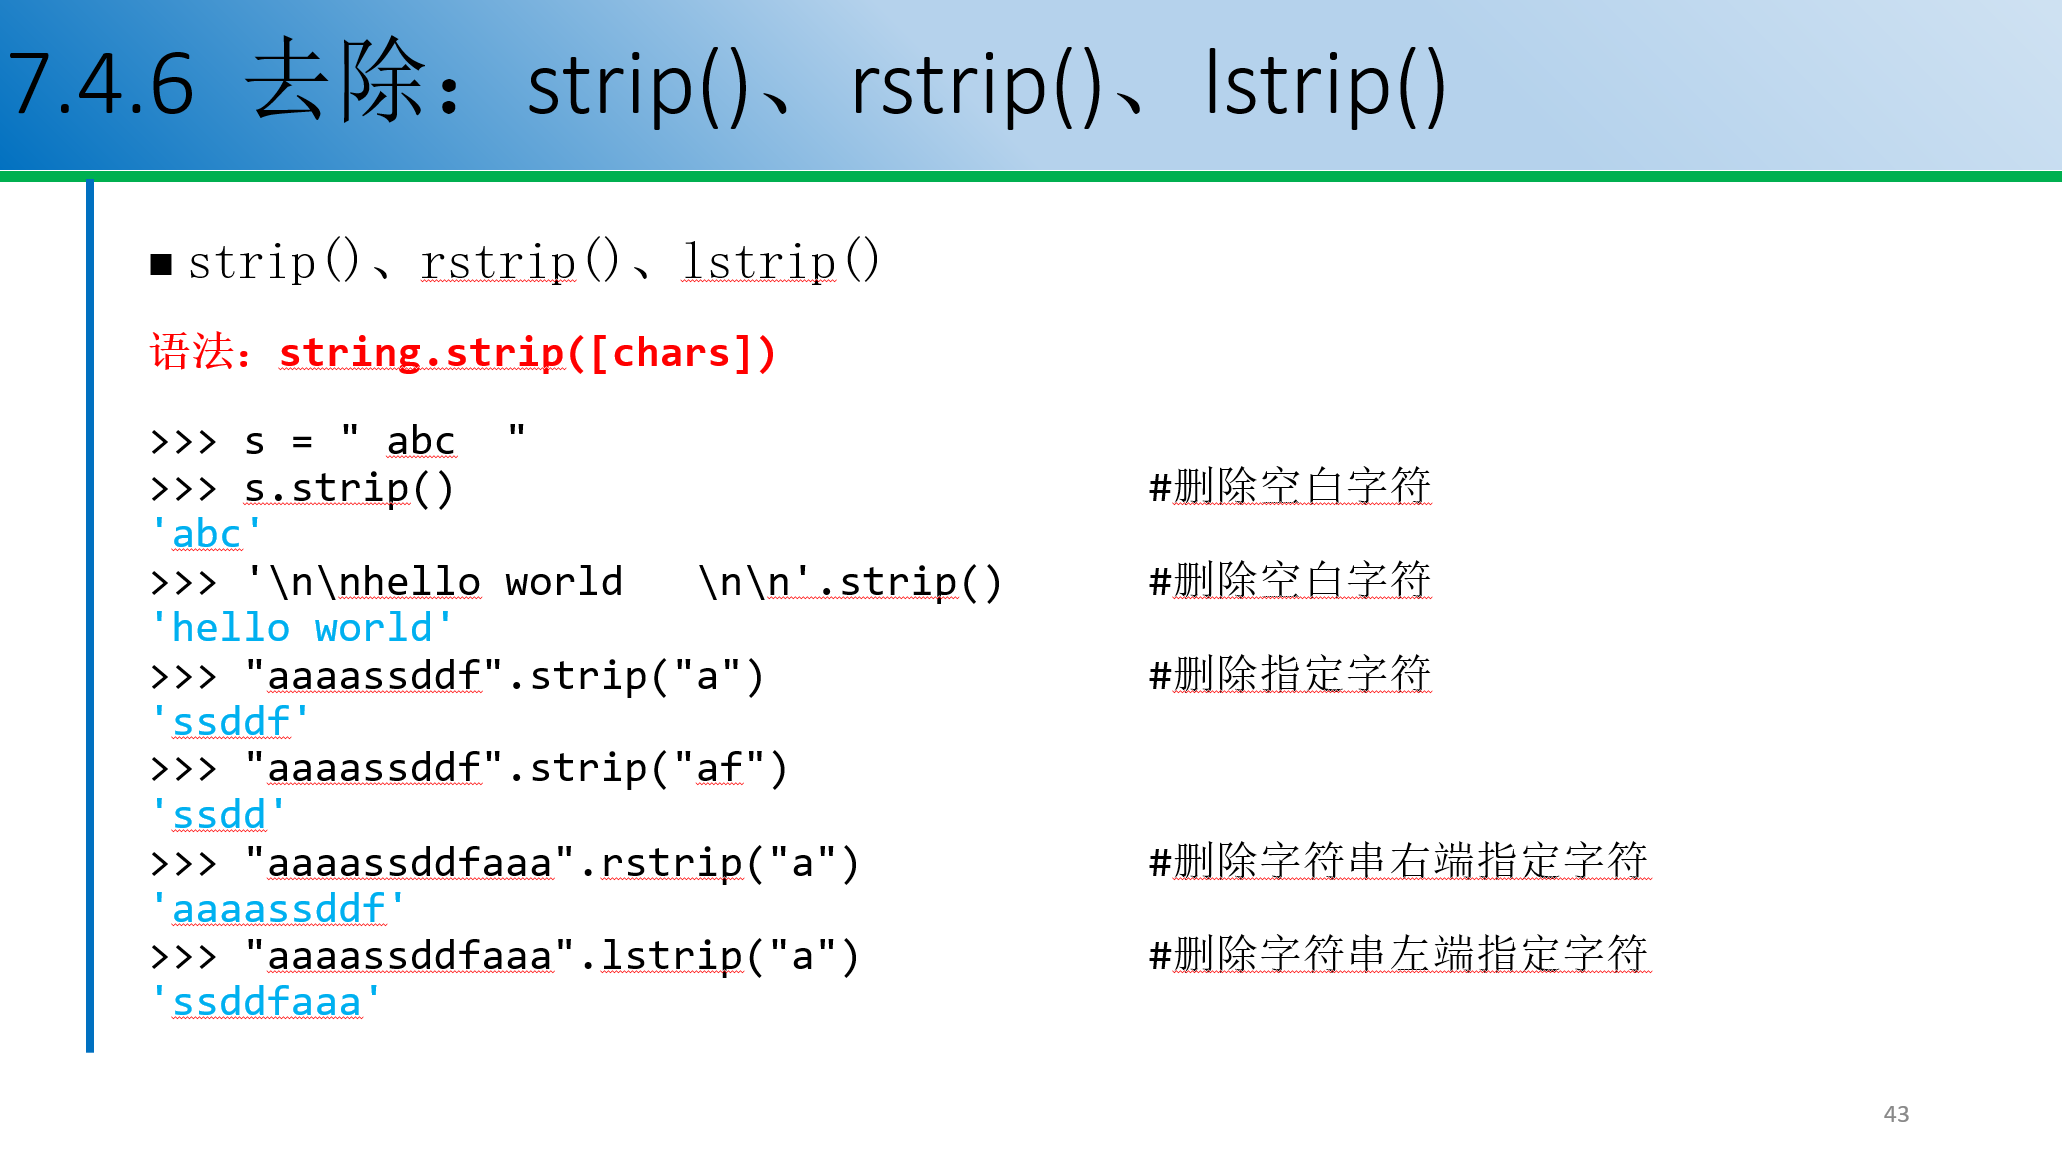 7.4.6 去除：strip()、rstrip()、lstrip()
■ strip()、rstrip()、lstrip()
语法：string.strip([chars])
>>> s = " abc  "
>>> s.strip() #删除空白字符
'abc'
>>> '\n\nhello world   \n\n'.strip() #删除空白字符
'hello world'
>>> "aaaassddf".strip("a") #删除指定字符
'ssddf'
>>> "aaaassddf".strip("af")
'ssdd'
>>> "aaaassddfaaa".rstrip("a") #删除字符串右端指定字符
'aaaassddf'
>>> "aaaassddfaaa".lstrip("a") #删除字符串左端指定字符
'ssddfaaa'
43